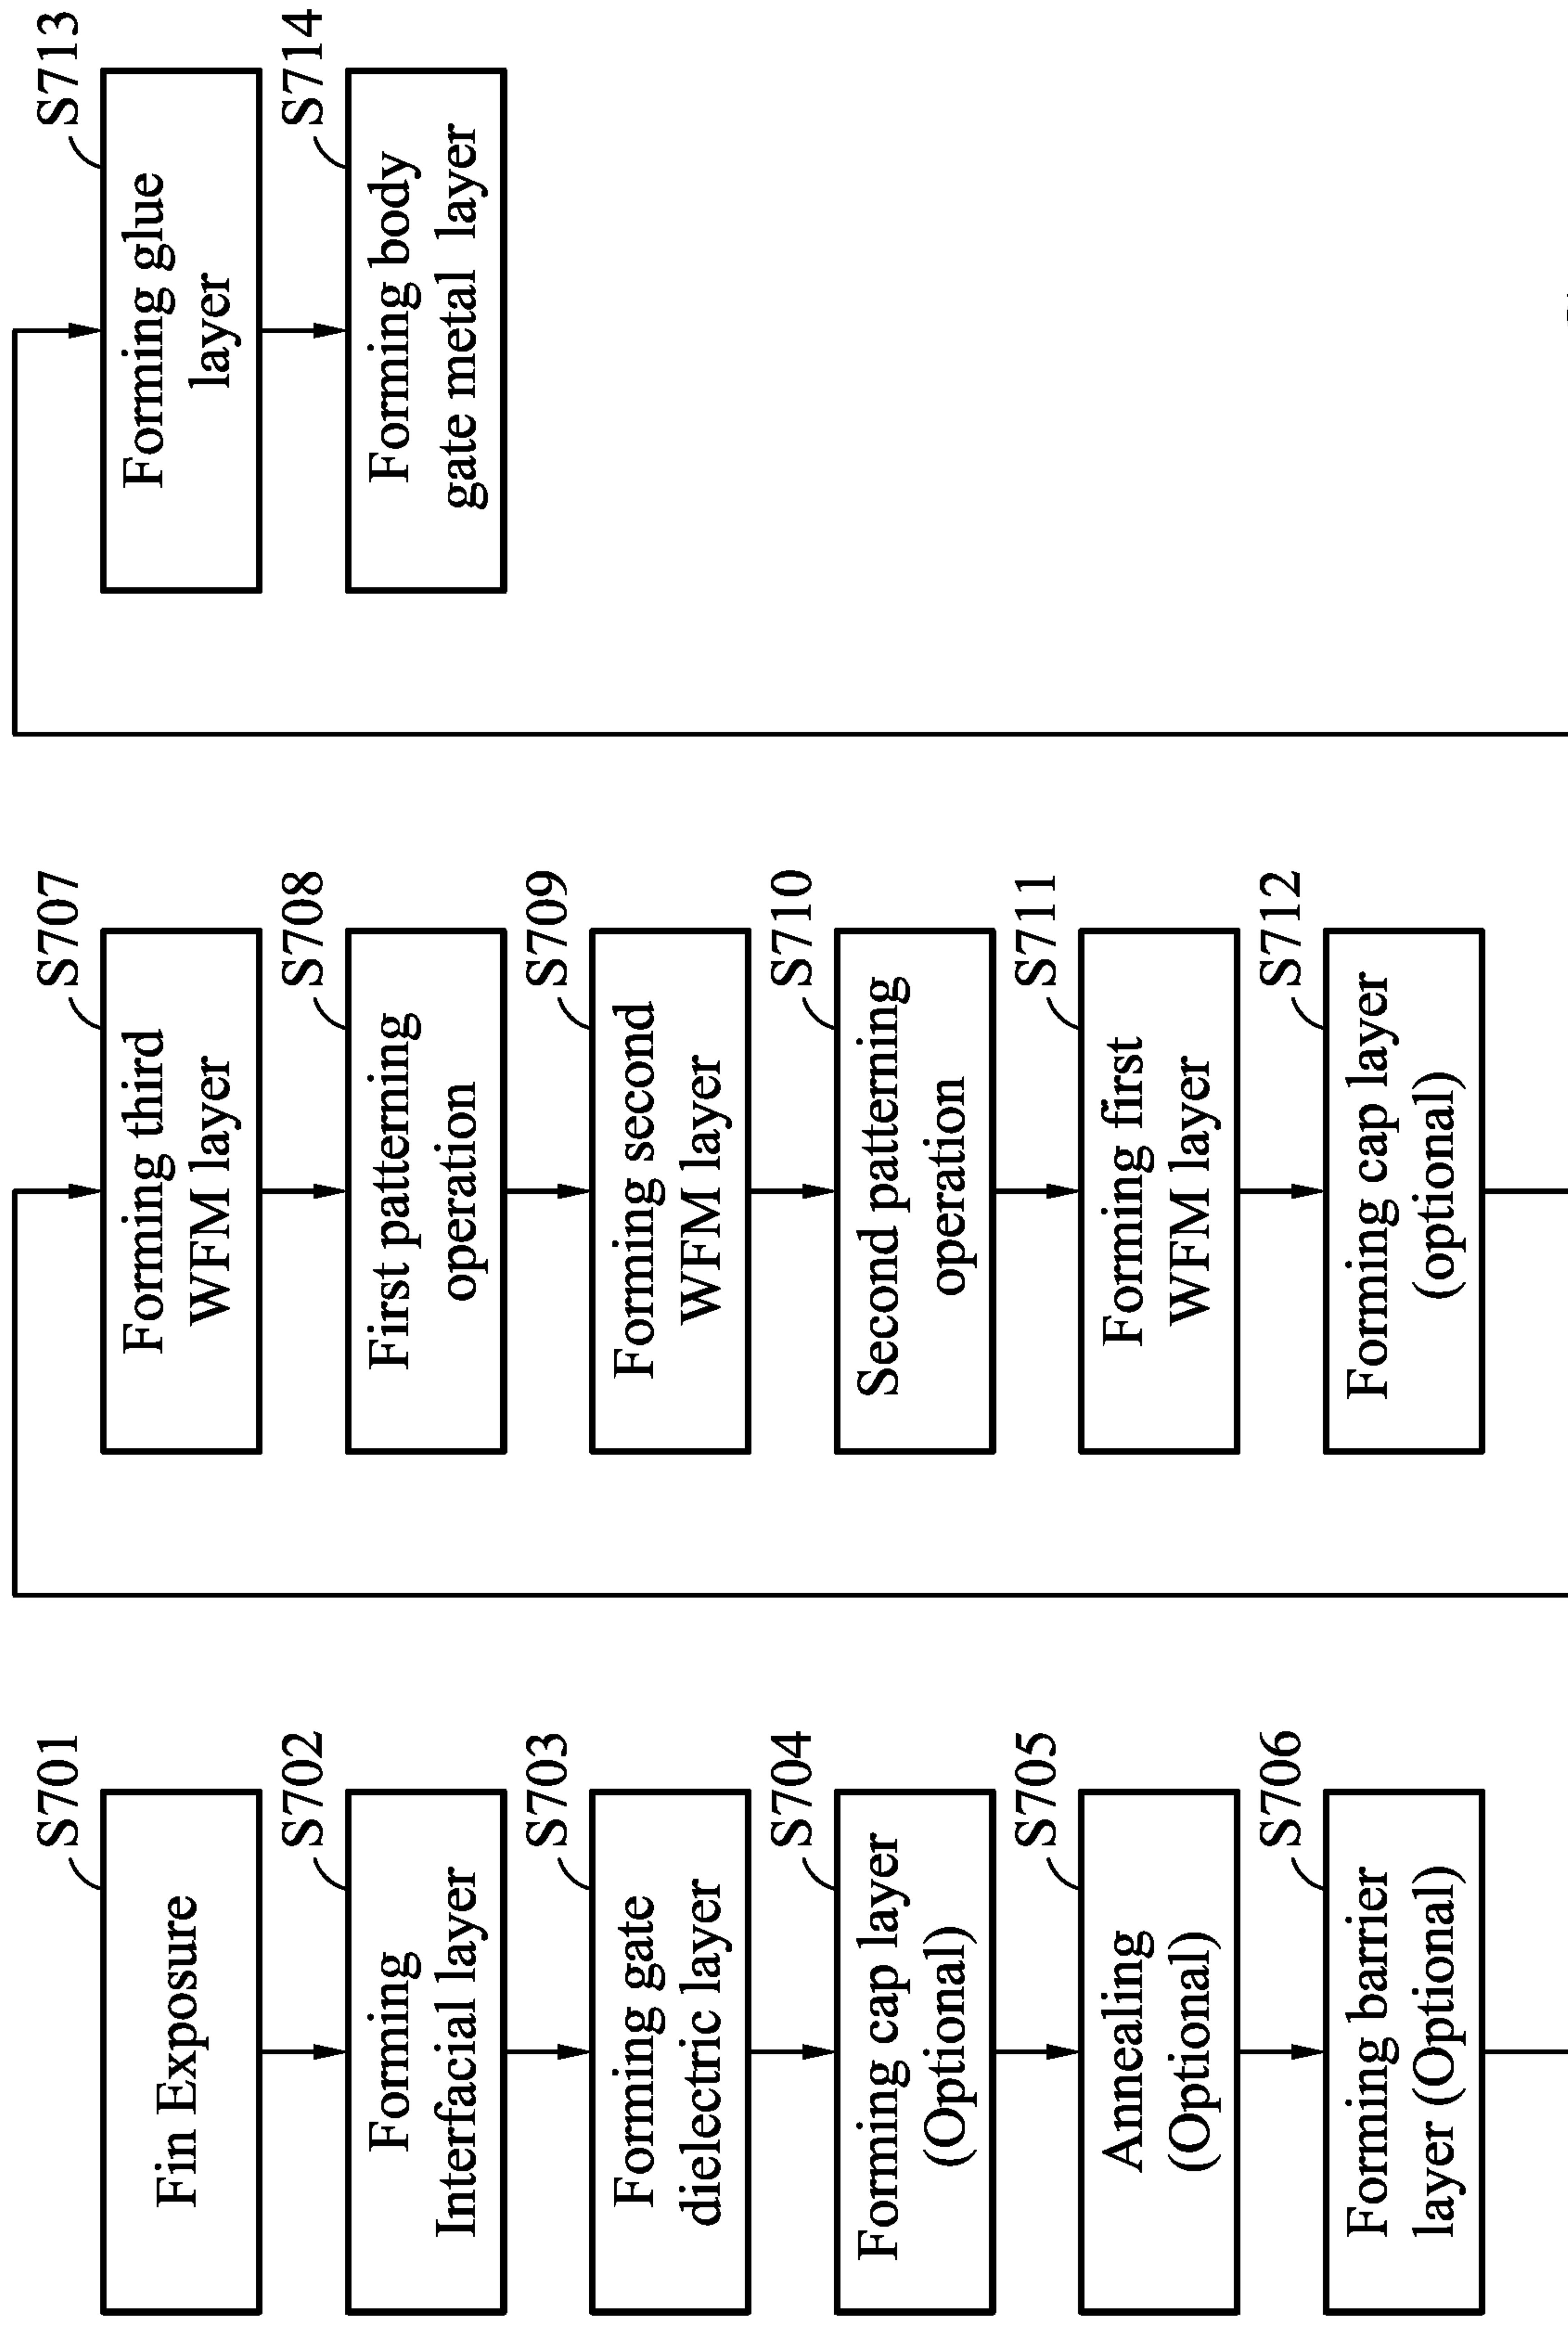 S701
Fin Exposure
S702
Forming
Interfacial layer
S703
Forming gate
dielectric layer
S704
Forming cap layer
(Optional)
S705
Annealing
(Optional)
S706
Forming barrier
layer (Optional)
S707
Forming third
WFM layer
S708
First patterning
operation
S709
Forming second
WFM layer
S710
Second patterning
operation
S711
Forming first
WFM layer
S712
Forming cap layer
(optional)
S713
Forming glue
layer
S714
Forming body
gate metal layer